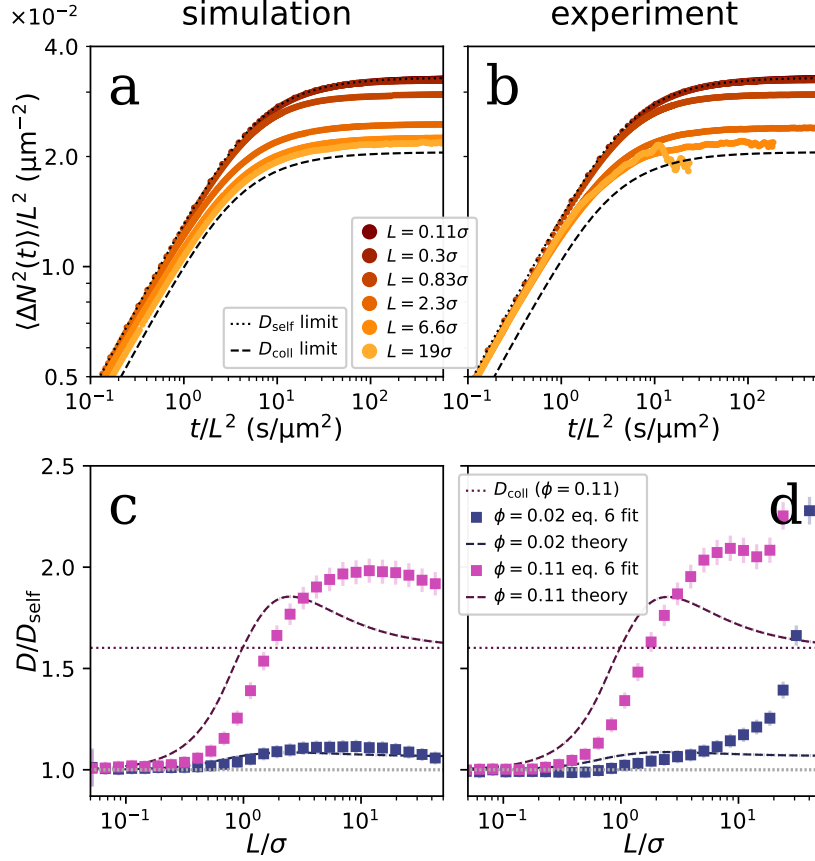 simulation
experiment
×10⁻²
4.0
2.0
1.0
0.5
⟨ΔN²(t)⟩/L² (μm⁻²)
a
b
L = 0.11σ
L = 0.3σ
L = 0.83σ
L = 2.3σ
L = 6.6σ
L = 19σ
D_self limit
D_coll limit
10⁻¹ 10⁰ 10¹ 10²
t/L² (s/μm²)
10⁻¹ 10⁰ 10¹ 10²
t/L² (s/μm²)
2.5
2.0
1.5
1.0
D/D_self
c
d
D_coll (ϕ = 0.11)
ϕ = 0.02 eq. 6 fit
ϕ = 0.02 theory
ϕ = 0.11 eq. 6 fit
ϕ = 0.11 theory
10⁻¹ 10⁰ 10¹
L/σ
10⁻¹ 10⁰ 10¹
L/σ